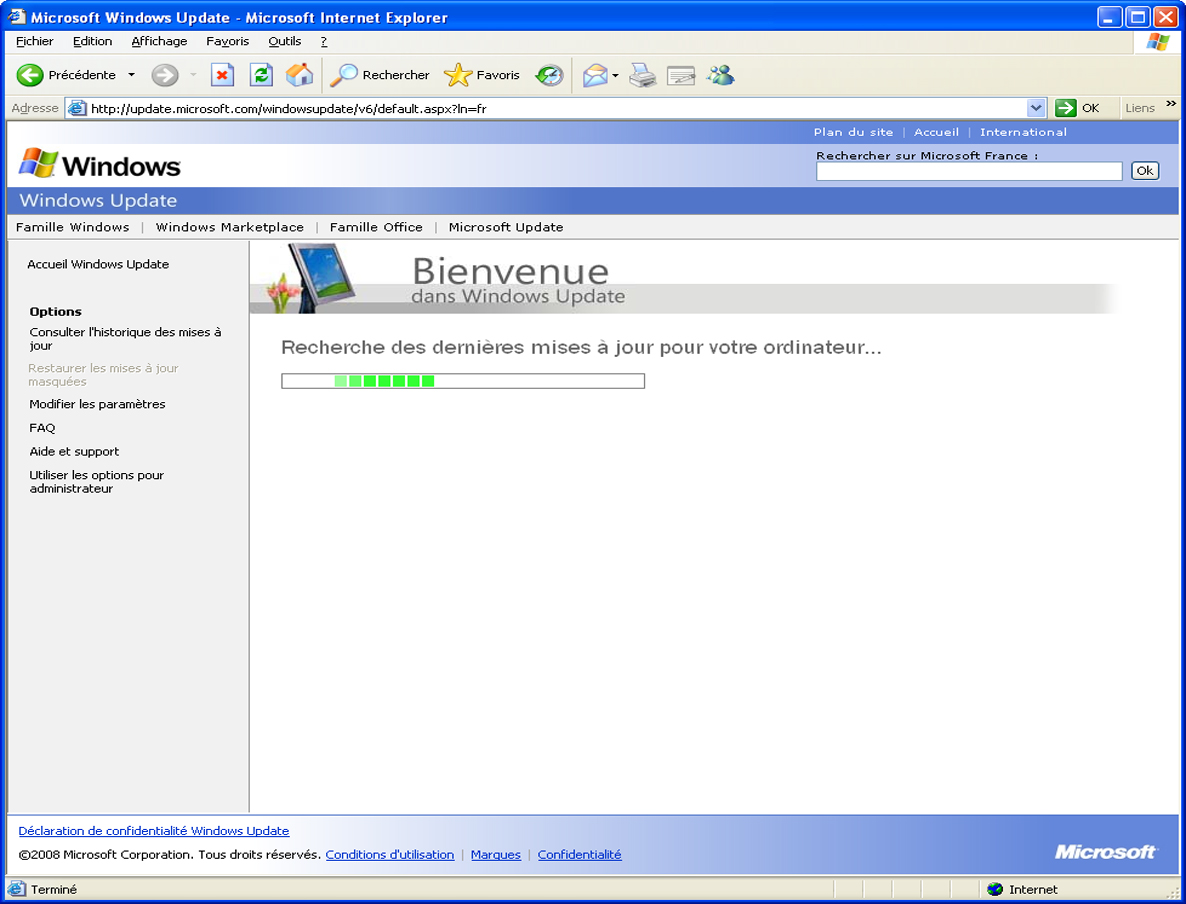 Microsoft Windows Update - Microsoft Internet Explorer
Fichier Edition Affichage Favoris Outils ?
Précédente Rechercher Favoris
Adresse http://update.microsoft.com/windowsupdate/v6/default.aspx?ln=fr OK Liens »
Plan du site | Accueil | International
Windows
Rechercher sur Microsoft France :
Ok
Windows Update
Famille Windows | Windows Marketplace | Famille Office | Microsoft Update
Accueil Windows Update
Options
Consulter l'historique des mises à
jour
Restaurer les mises à jour
masquées
Modifier les paramètres
FAQ
Aide et support
Utiliser les options pour
administrateur
Bienvenue
dans Windows Update
Recherche des dernières mises à jour pour votre ordinateur...
Déclaration de confidentialité Windows Update
©2008 Microsoft Corporation. Tous droits réservés. Conditions d'utilisation | Marques | Confidentialité
Microsoft
Terminé Internet